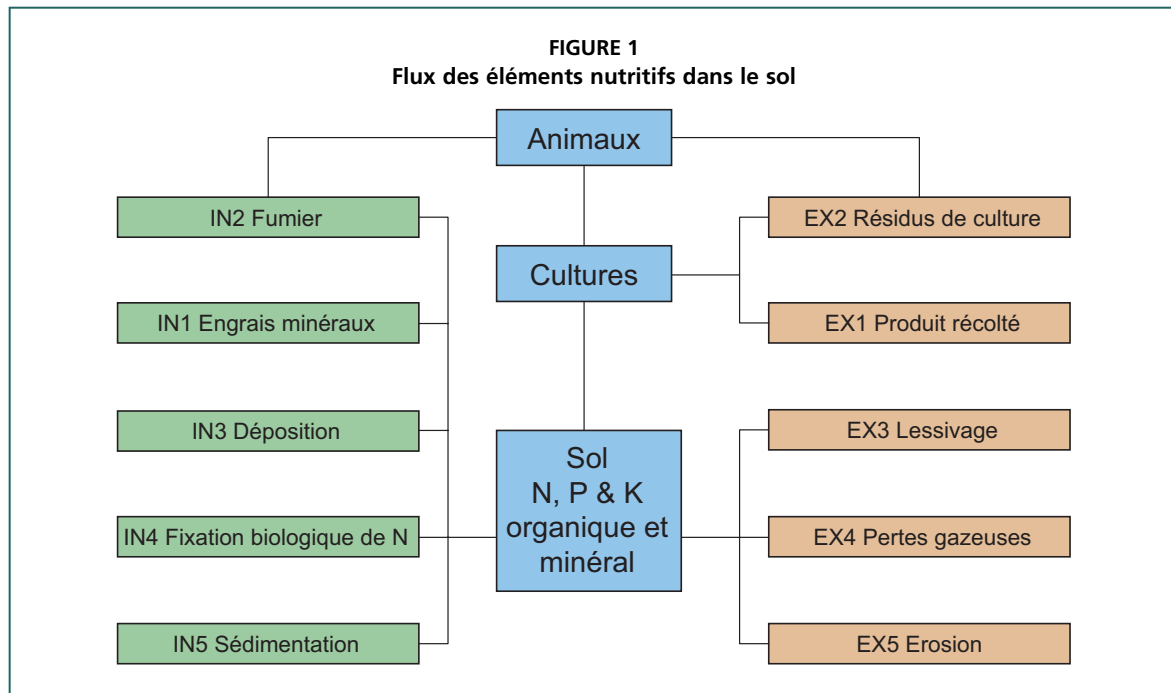 FIGURE 1
Flux des éléments nutritifs dans le sol
Animaux
IN2 Fumier
EX2 Résidus de culture
Cultures
IN1 Engrais minéraux
EX1 Produit récolté
IN3 Déposition
EX3 Lessivage
Sol
N, P & K
organique et
minéral
IN4 Fixation biologique de N
EX4 Pertes gazeuses
IN5 Sédimentation
EX5 Erosion